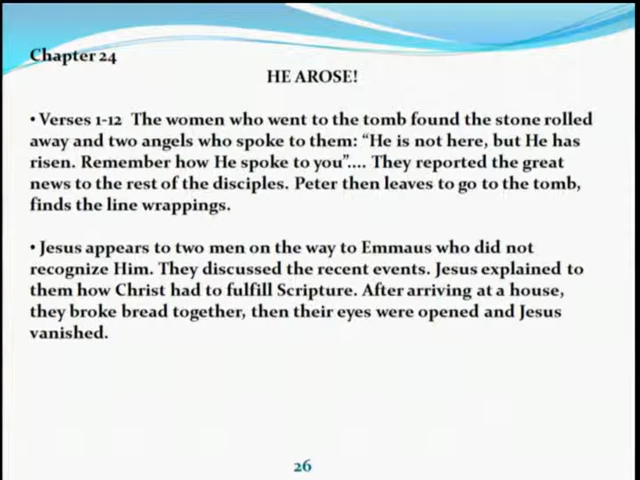 Chapter 24
HE AROSE!
• Verses 1-12 The women who went to the tomb found the stone rolled
away and two angels who spoke to them: “He is not here, but He has
risen. Remember how He spoke to you”.... They reported the great
news to the rest of the disciples. Peter then leaves to go to the tomb,
finds the line wrappings.
• Jesus appears to two men on the way to Emmaus who did not
recognize Him. They discussed the recent events. Jesus explained to
them how Christ had to fulfill Scripture. After arriving at a house,
they broke bread together, then their eyes were opened and Jesus
vanished.
26